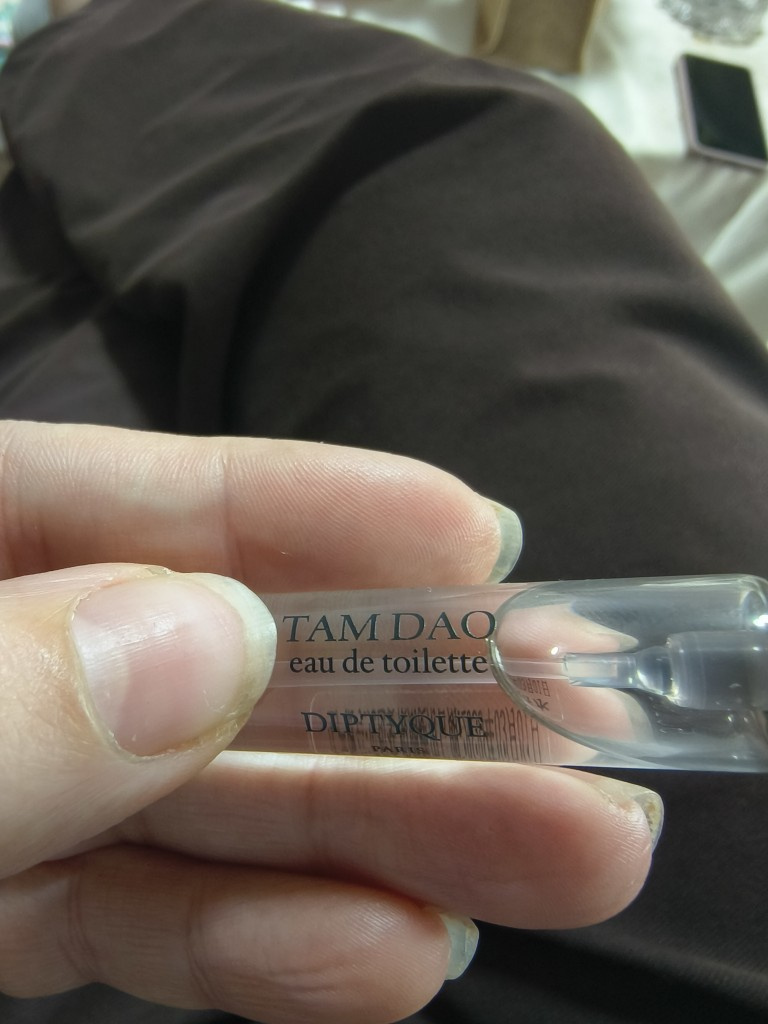 TAM DAO
eau de toilette
DIPTYQUE
PARIS